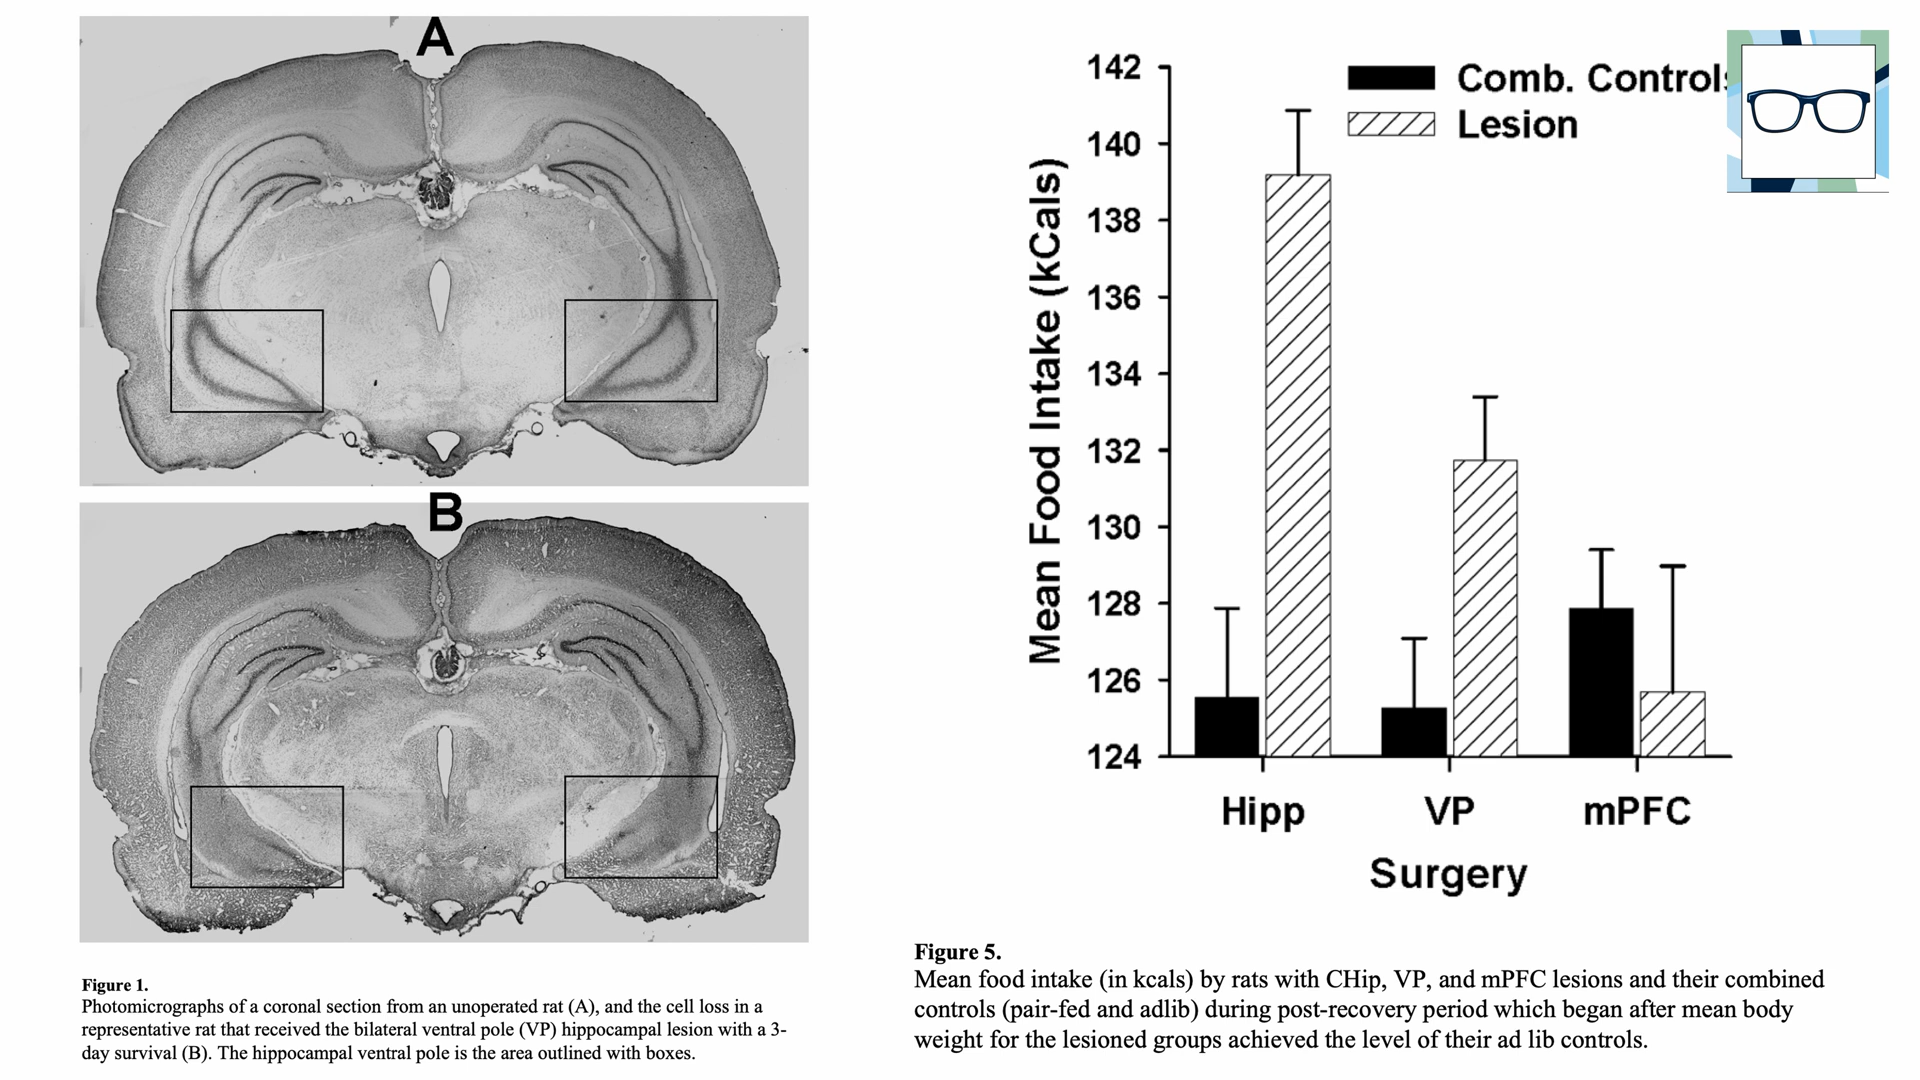 A
B
Figure 1.
Photomicrographs of a coronal section from an unoperated rat (A), and the cell loss in a
representative rat that received the bilateral ventral pole (VP) hippocampal lesion with a 3-
day survival (B). The hippocampal ventral pole is the area outlined with boxes.
Comb. Controls
Lesion
Mean Food Intake (kCals)
142
140
138
136
134
132
130
128
126
124
Hipp VP mPFC
Surgery
Figure 5.
Mean food intake (in kcals) by rats with CHip, VP, and mPFC lesions and their combined
controls (pair-fed and adlib) during post-recovery period which began after mean body
weight for the lesioned groups achieved the level of their ad lib controls.